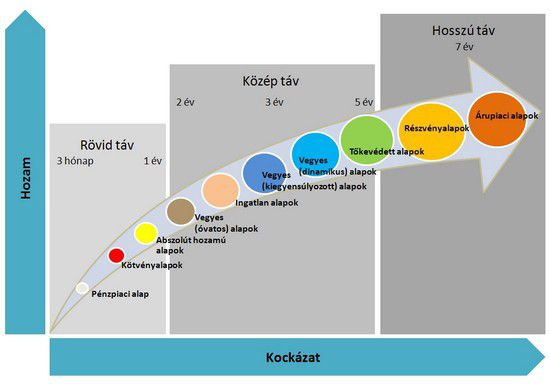 Hosszú táv
7 év
Közép táv
2 év
3 év
5 év
Rövid táv
3 hónap
1 év
Árupiaci alapok
Részvényalapok
Tőkevédett alapok
Vegyes
(dinamikus) alapok
Vegyes
(kiegyensúlyozott) alapok
Ingatlan alapok
Vegyes
(óvatos) alapok
Abszolút hozamú
alapok
Kötvényalapok
Pénzpiaci alap
Hozam
Kockázat